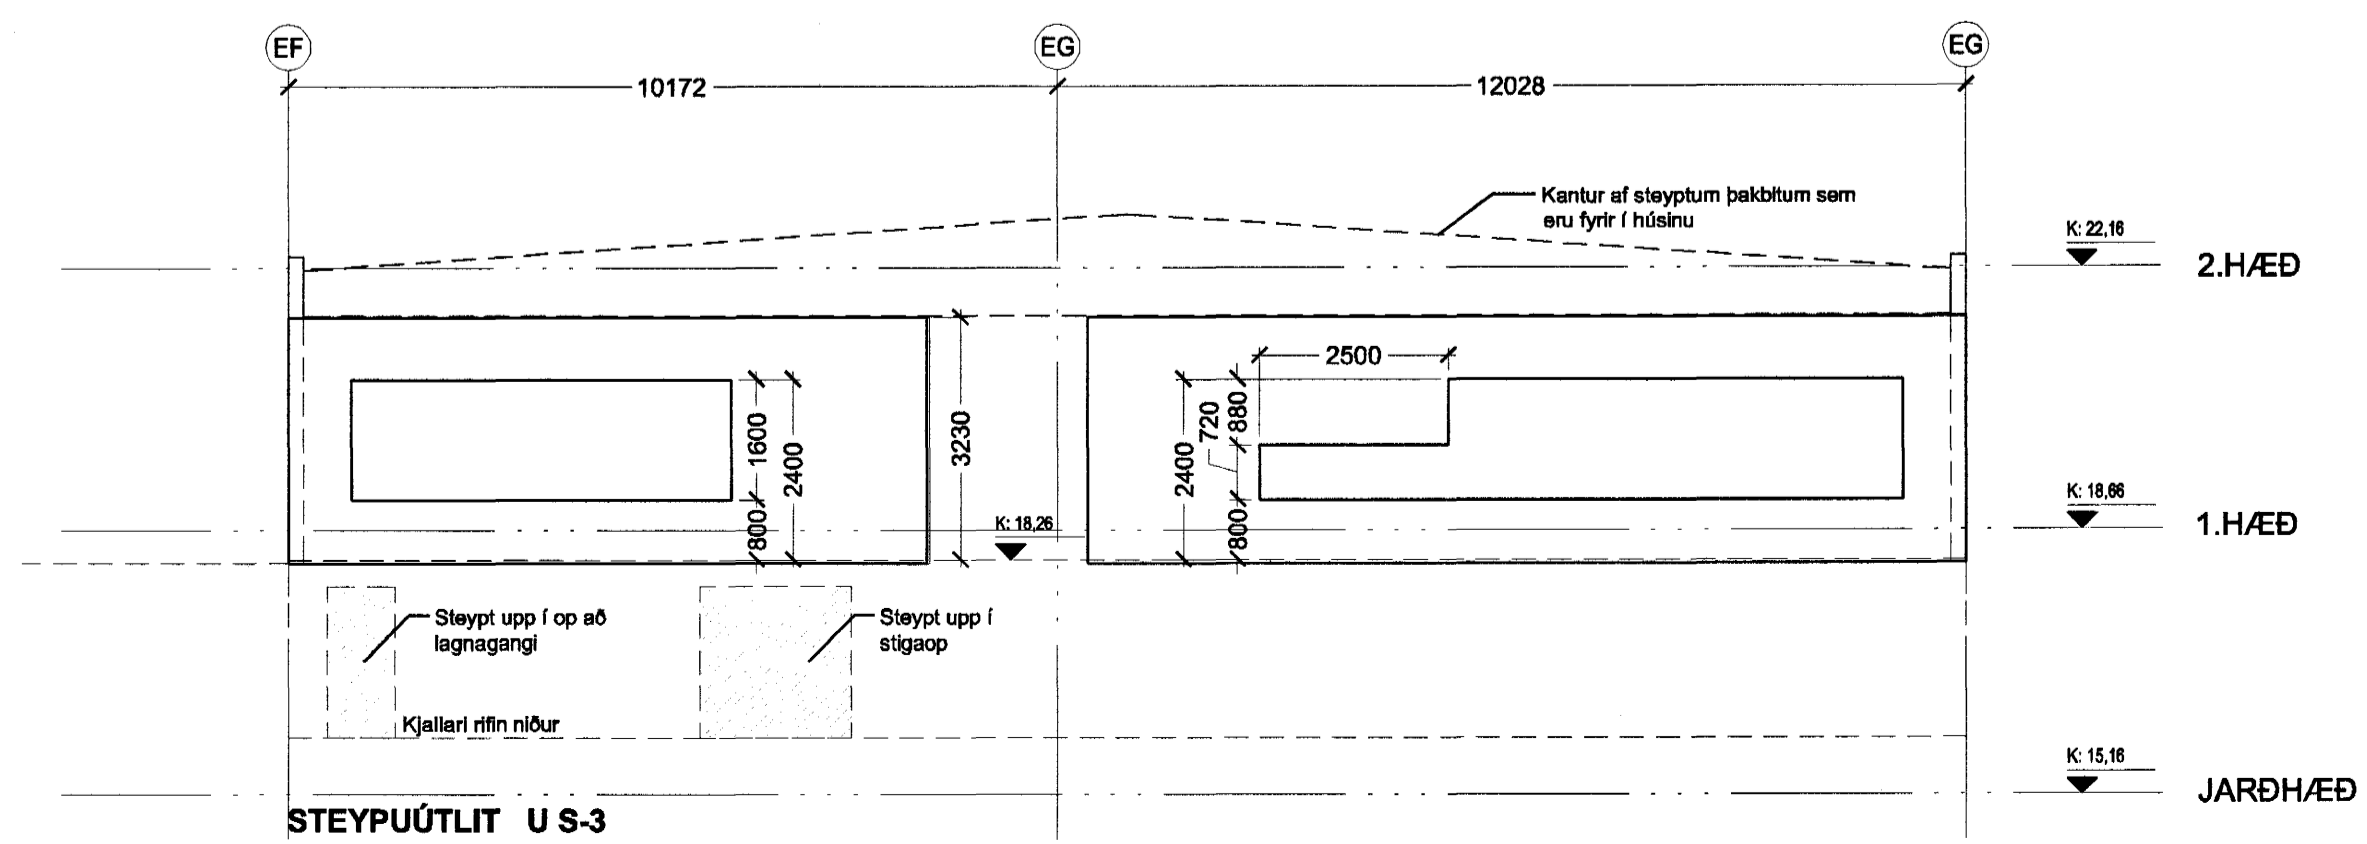 EF EG EG
10172 12028
Kantur af steyptum þakbitum sem
eru fyrir í húsinu
K: 22,16
2.HÆÐ
2500
1600
2400
800
3230
2400
720
880
800
K: 18,26
K: 18,66
1.HÆÐ
Steypt upp í op að
lagnagangi
Steypt upp í
stigaop
Kjallari rifin niður
K: 15,16
JARÐHÆÐ
STEYPUÚTLIT U S-3